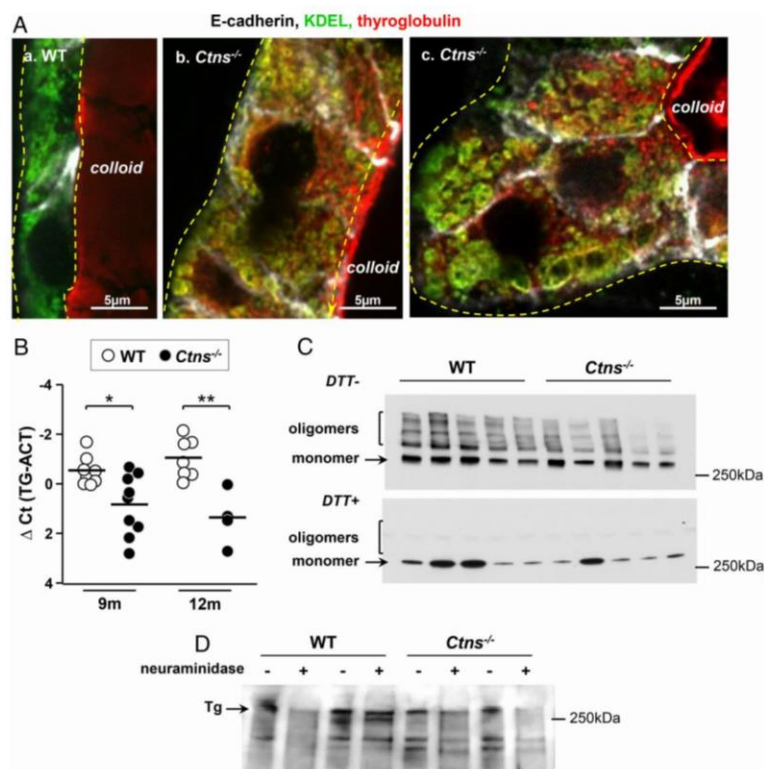 A
E-cadherin, KDEL, thyroglobulin
a. WT
b. Ctns-/-
c. Ctns-/-
colloid
colloid
colloid
5µm
5µm
5µm
B
WT Ctns-/-
* **
Δ Ct (TG-ACT)
-4
-2
0
2
4
9m 12m
C
WT Ctns-/-
DTT-
oligomers
monomer
250kDa
DTT+
oligomers
monomer
250kDa
D
WT Ctns-/-
neuraminidase - + - + - + - +
Tg
250kDa